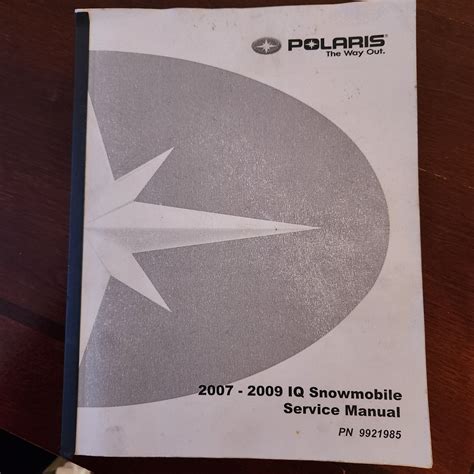 POLARIS®
The Way Out.
2007 - 2009 IQ Snowmobile
Service Manual
PN 9921985